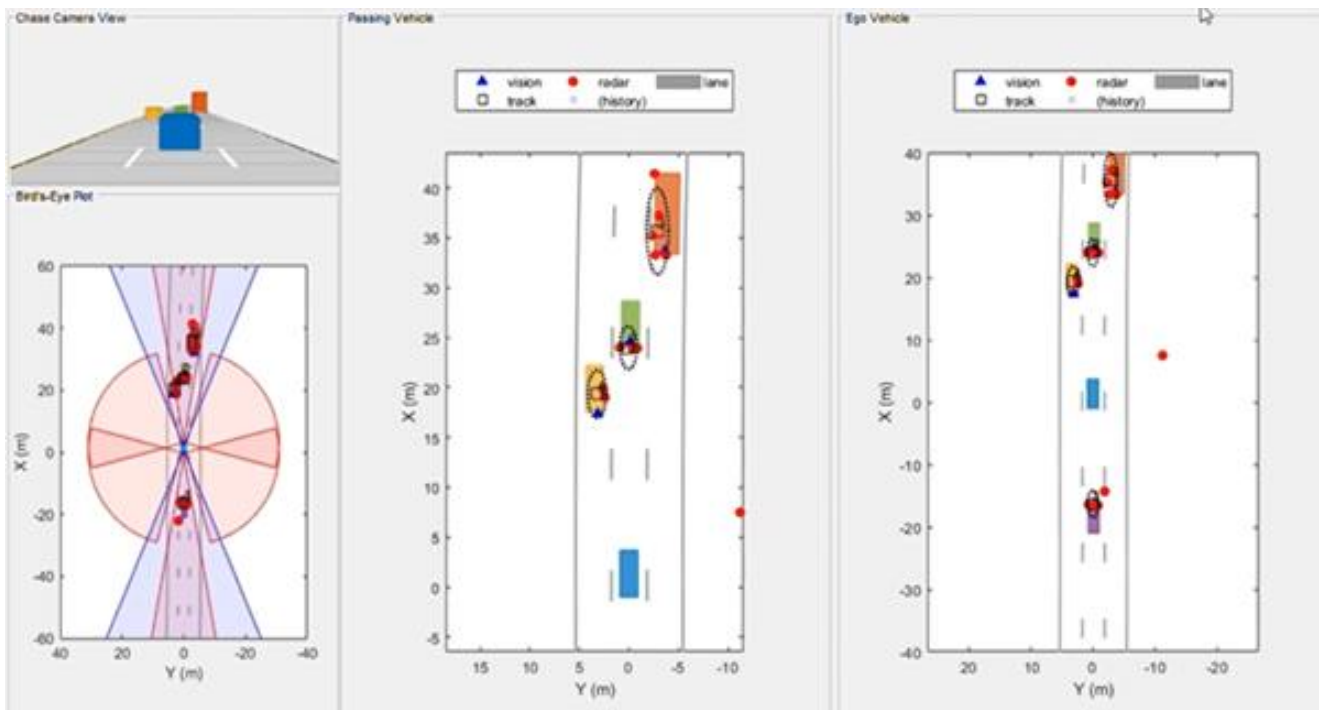 Chase Camera View
Bird's-Eye Plot
60
40
20
0
-20
-40
-60
X (m)
40 20 0 -20 -40
Y (m)
Passing Vehicle
vision radar lane
track (history)
40
35
30
25
20
15
10
5
0
-5
X (m)
15 10 5 0 -5 -10
Y (m)
Ego Vehicle
vision radar lane
track (history)
40
30
20
10
0
-10
-20
-30
-40
X (m)
20 10 0 -10 -20
Y (m)